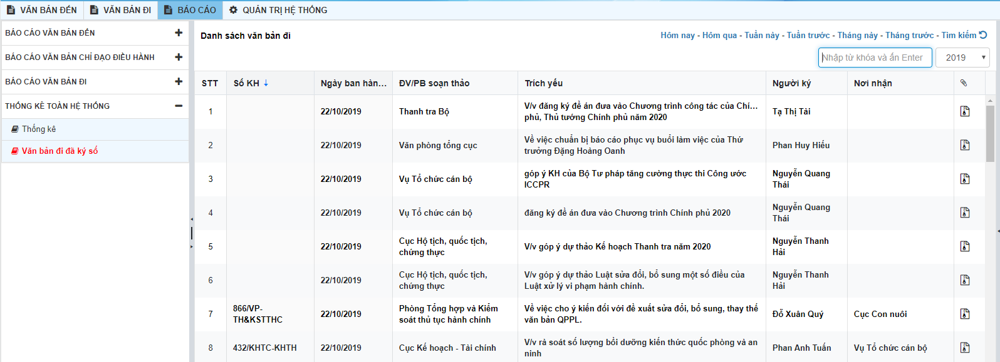 VĂN BẢN ĐẾN VĂN BẢN ĐI BÁO CÁO QUẢN TRỊ HỆ THỐNG
BÁO CÁO VĂN BẢN ĐẾN
BÁO CÁO VĂN BẢN CHỈ ĐẠO ĐIỀU HÀNH
BÁO CÁO VĂN BẢN ĐI
THỐNG KÊ TOÀN HỆ THỐNG
Thống kê
Văn bản đi đã ký số
Danh sách văn bản đi
Hôm nay - Hôm qua - Tuần này - Tuần trước - Tháng này - Tháng trước - Tìm kiếm
Nhập từ khóa và ấn Enter 2019
STT Số KH Ngày ban hàn... ĐV/PB soạn thảo Trích yếu Người ký Nơi nhận
1 22/10/2019 Thanh tra Bộ V/v đăng ký đề án đưa vào Chương trình công tác của Chí... Tạ Thị Tài
phủ, Thủ tướng Chính phủ năm 2020
2 22/10/2019 Văn phòng tổng cục Về việc chuẩn bị báo cáo phục vụ buổi làm việc của Thứ Phan Huy Hiếu
trưởng Đặng Hoàng Oanh
3 22/10/2019 Vụ Tổ chức cán bộ góp ý KH của Bộ Tư pháp tăng cường thực thi Công ước Nguyễn Quang
ICCPR Thái
4 22/10/2019 Vụ Tổ chức cán bộ đăng ký đề án đưa vào Chương trình Chính phủ 2020 Nguyễn Quang
Thái
5 22/10/2019 Cục Hộ tịch, quốc tịch, V/v góp ý dự thảo Kế hoạch Thanh tra năm 2020 Nguyễn Thanh
chứng thực Hải
6 22/10/2019 Cục Hộ tịch, quốc tịch, V/v góp ý dự thảo Luật sửa đổi, bổ sung một số điều của Nguyễn Thanh
chứng thực Luật xử lý vi phạm hành chính. Hải
7 866/VP- 22/10/2019 Phòng Tổng hợp và Kiểm Về việc cho ý kiến đối với đề xuất sửa đổi, bổ sung, thay thế Đỗ Xuân Quý Cục Con nuôi
TH&KSTTHC soát thủ tục hành chính văn bản QPPL.
8 432/KHTC-KHTH 22/10/2019 Cục Kế hoạch - Tài chính V/v rà soát số lượng bồi dưỡng kiến thức quốc phòng và an Phan Anh Tuấn Vụ Tổ chức cán bộ
ninh